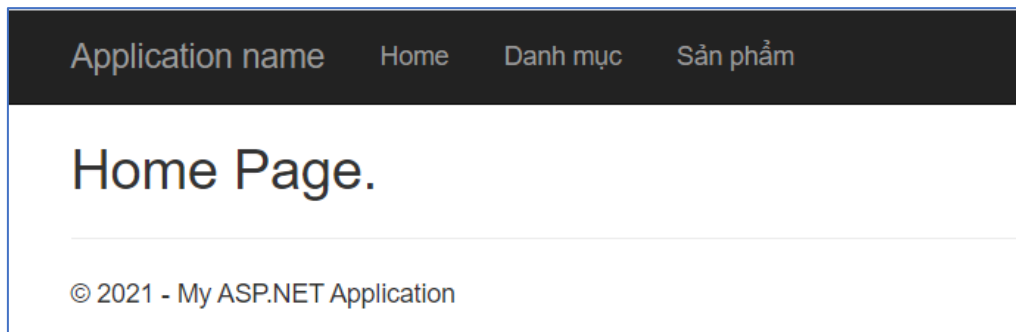 Application name Home Danh mục Sản phẩm
Home Page.
© 2021 - My ASP.NET Application